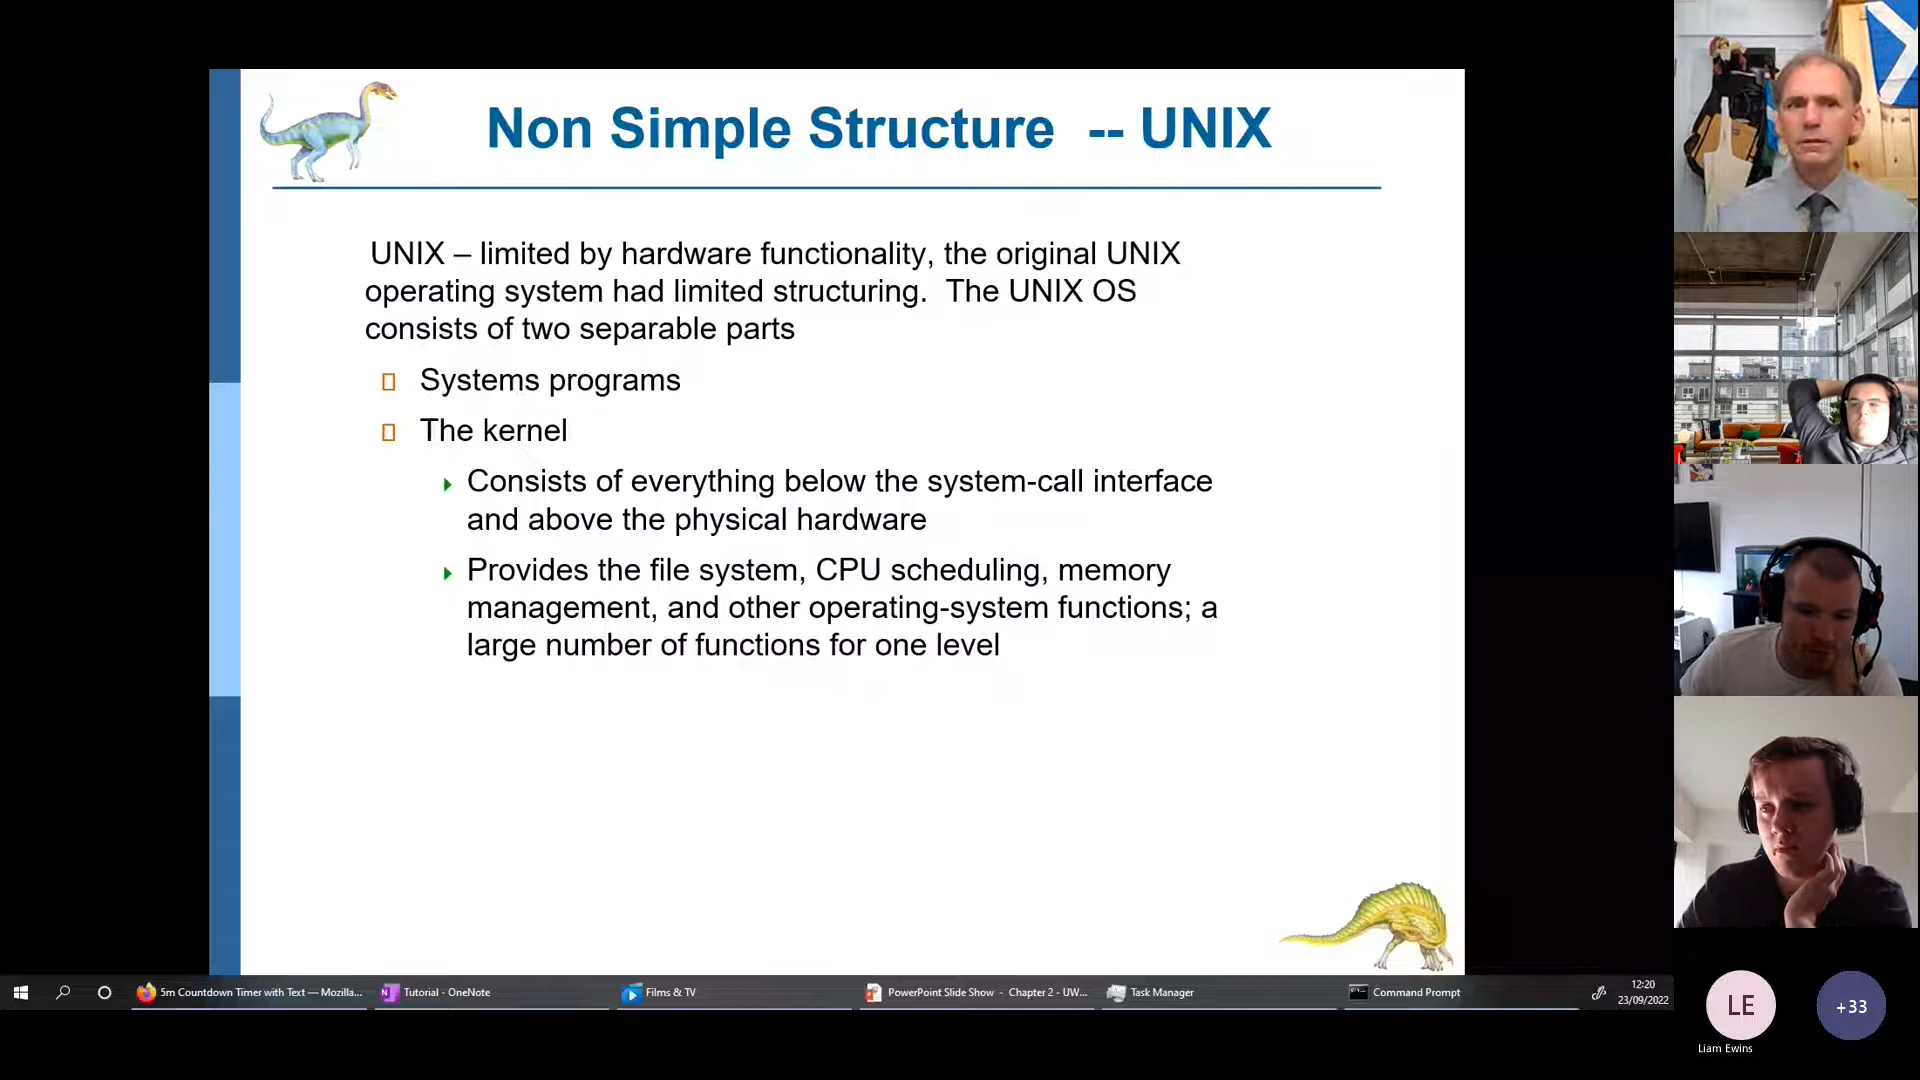 Non Simple Structure -- UNIX
UNIX – limited by hardware functionality, the original UNIX
operating system had limited structuring. The UNIX OS
consists of two separable parts
Systems programs
The kernel
Consists of everything below the system-call interface
and above the physical hardware
Provides the file system, CPU scheduling, memory
management, and other operating-system functions; a
large number of functions for one level
5m Countdown Timer with Text — Mozilla...
Tutorial - OneNote
Films & TV
PowerPoint Slide Show - Chapter 2 - UW...
Task Manager
Command Prompt
12:20
23/09/2022
LE
+33
Liam Ewins